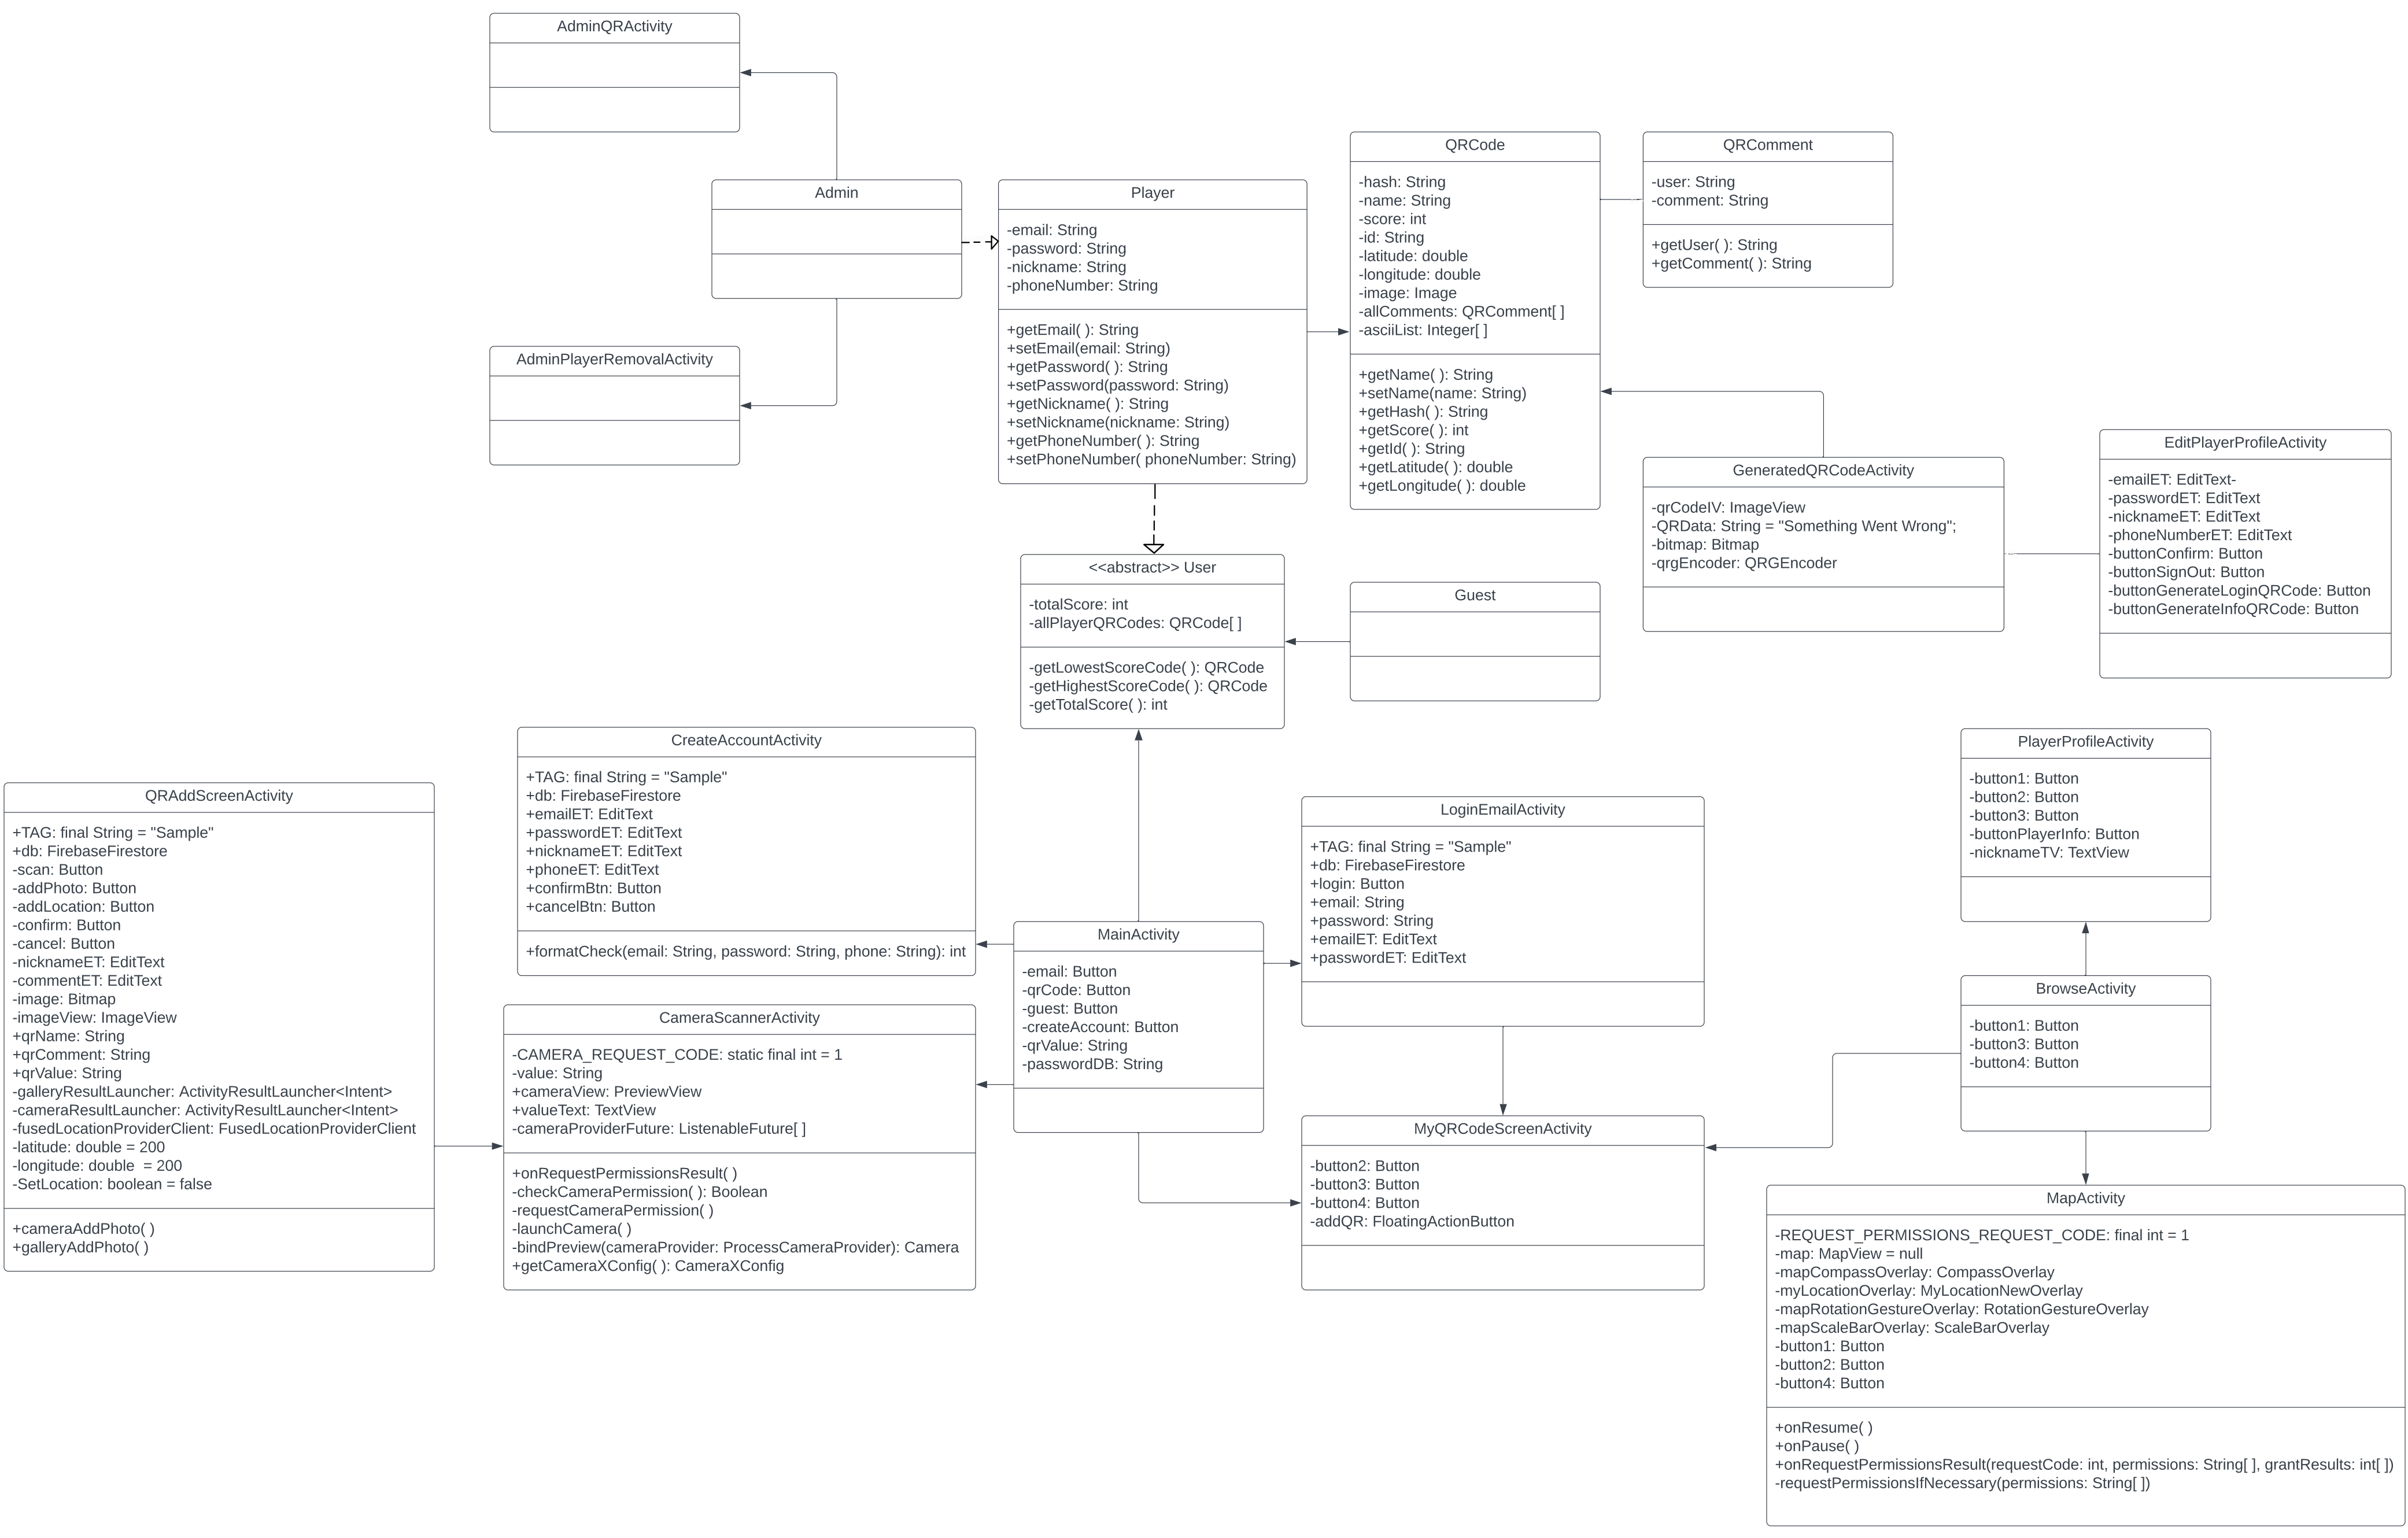 AdminQRActivity
Admin
AdminPlayerRemovalActivity
Player
-email: String
-password: String
-nickname: String
-phoneNumber: String
+getEmail( ): String
+setEmail(email: String)
+getPassword( ): String
+setPassword(password: String)
+getNickname( ): String
+setNickname(nickname: String)
+getPhoneNumber( ): String
+setPhoneNumber( phoneNumber: String)
QRCode
-hash: String
-name: String
-score: int
-id: String
-latitude: double
-longitude: double
-image: Image
-allComments: QRComment[ ]
-asciiList: Integer[ ]
+getName( ): String
+setName(name: String)
+getHash( ): String
+getScore( ): int
+getId( ): String
+getLatitude( ): double
+getLongitude( ): double
QRComment
-user: String
-comment: String
+getUser( ): String
+getComment( ): String
GeneratedQRCodeActivity
-qrCodeIV: ImageView
-QRData: String = "Something Went Wrong";
-bitmap: Bitmap
-qrgEncoder: QRGEncoder
EditPlayerProfileActivity
-emailET: EditText-
-passwordET: EditText
-nicknameET: EditText
-phoneNumberET: EditText
-buttonConfirm: Button
-buttonSignOut: Button
-buttonGenerateLoginQRCode: Button
-buttonGenerateInfoQRCode: Button
<<abstract>> User
-totalScore: int
-allPlayerQRCodes: QRCode[ ]
-getLowestScoreCode( ): QRCode
-getHighestScoreCode( ): QRCode
-getTotalScore( ): int
Guest
QRAddScreenActivity
+TAG: final String = "Sample"
+db: FirebaseFirestore
-scan: Button
-addPhoto: Button
-addLocation: Button
-confirm: Button
-cancel: Button
-nicknameET: EditText
-commentET: EditText
-image: Bitmap
-imageView: ImageView
+qrName: String
+qrComment: String
+qrValue: String
-galleryResultLauncher: ActivityResultLauncher<Intent>
-cameraResultLauncher: ActivityResultLauncher<Intent>
-fusedLocationProviderClient: FusedLocationProviderClient
-latitude: double = 200
-longitude: double  = 200
-SetLocation: boolean = false
+cameraAddPhoto( )
+galleryAddPhoto( )
CreateAccountActivity
+TAG: final String = "Sample"
+db: FirebaseFirestore
+emailET: EditText
+passwordET: EditText
+nicknameET: EditText
+phoneET: EditText
+confirmBtn: Button
+cancelBtn: Button
+formatCheck(email: String, password: String, phone: String): int
CameraScannerActivity
-CAMERA_REQUEST_CODE: static final int = 1
-value: String
+cameraView: PreviewView
+valueText: TextView
-cameraProviderFuture: ListenableFuture[ ]
+onRequestPermissionsResult( )
-checkCameraPermission( ): Boolean
-requestCameraPermission( )
-launchCamera( )
-bindPreview(cameraProvider: ProcessCameraProvider): Camera
+getCameraXConfig( ): CameraXConfig
MainActivity
-email: Button
-qrCode: Button
-guest: Button
-createAccount: Button
-qrValue: String
-passwordDB: String
LoginEmailActivity
+TAG: final String = "Sample"
+db: FirebaseFirestore
+login: Button
+email: String
+password: String
+emailET: EditText
+passwordET: EditText
MyQRCodeScreenActivity
-button2: Button
-button3: Button
-button4: Button
-addQR: FloatingActionButton
PlayerProfileActivity
-button1: Button
-button2: Button
-button3: Button
-buttonPlayerInfo: Button
-nicknameTV: TextView
BrowseActivity
-button1: Button
-button3: Button
-button4: Button
MapActivity
-REQUEST_PERMISSIONS_REQUEST_CODE: final int = 1
-map: MapView = null
-mapCompassOverlay: CompassOverlay
-myLocationOverlay: MyLocationNewOverlay
-mapRotationGestureOverlay: RotationGestureOverlay
-mapScaleBarOverlay: ScaleBarOverlay
-button1: Button
-button2: Button
-button4: Button
+onResume( )
+onPause( )
+onRequestPermissionsResult(requestCode: int, permissions: String[ ], grantResults: int[ ])
-requestPermissionsIfNecessary(permissions: String[ ])